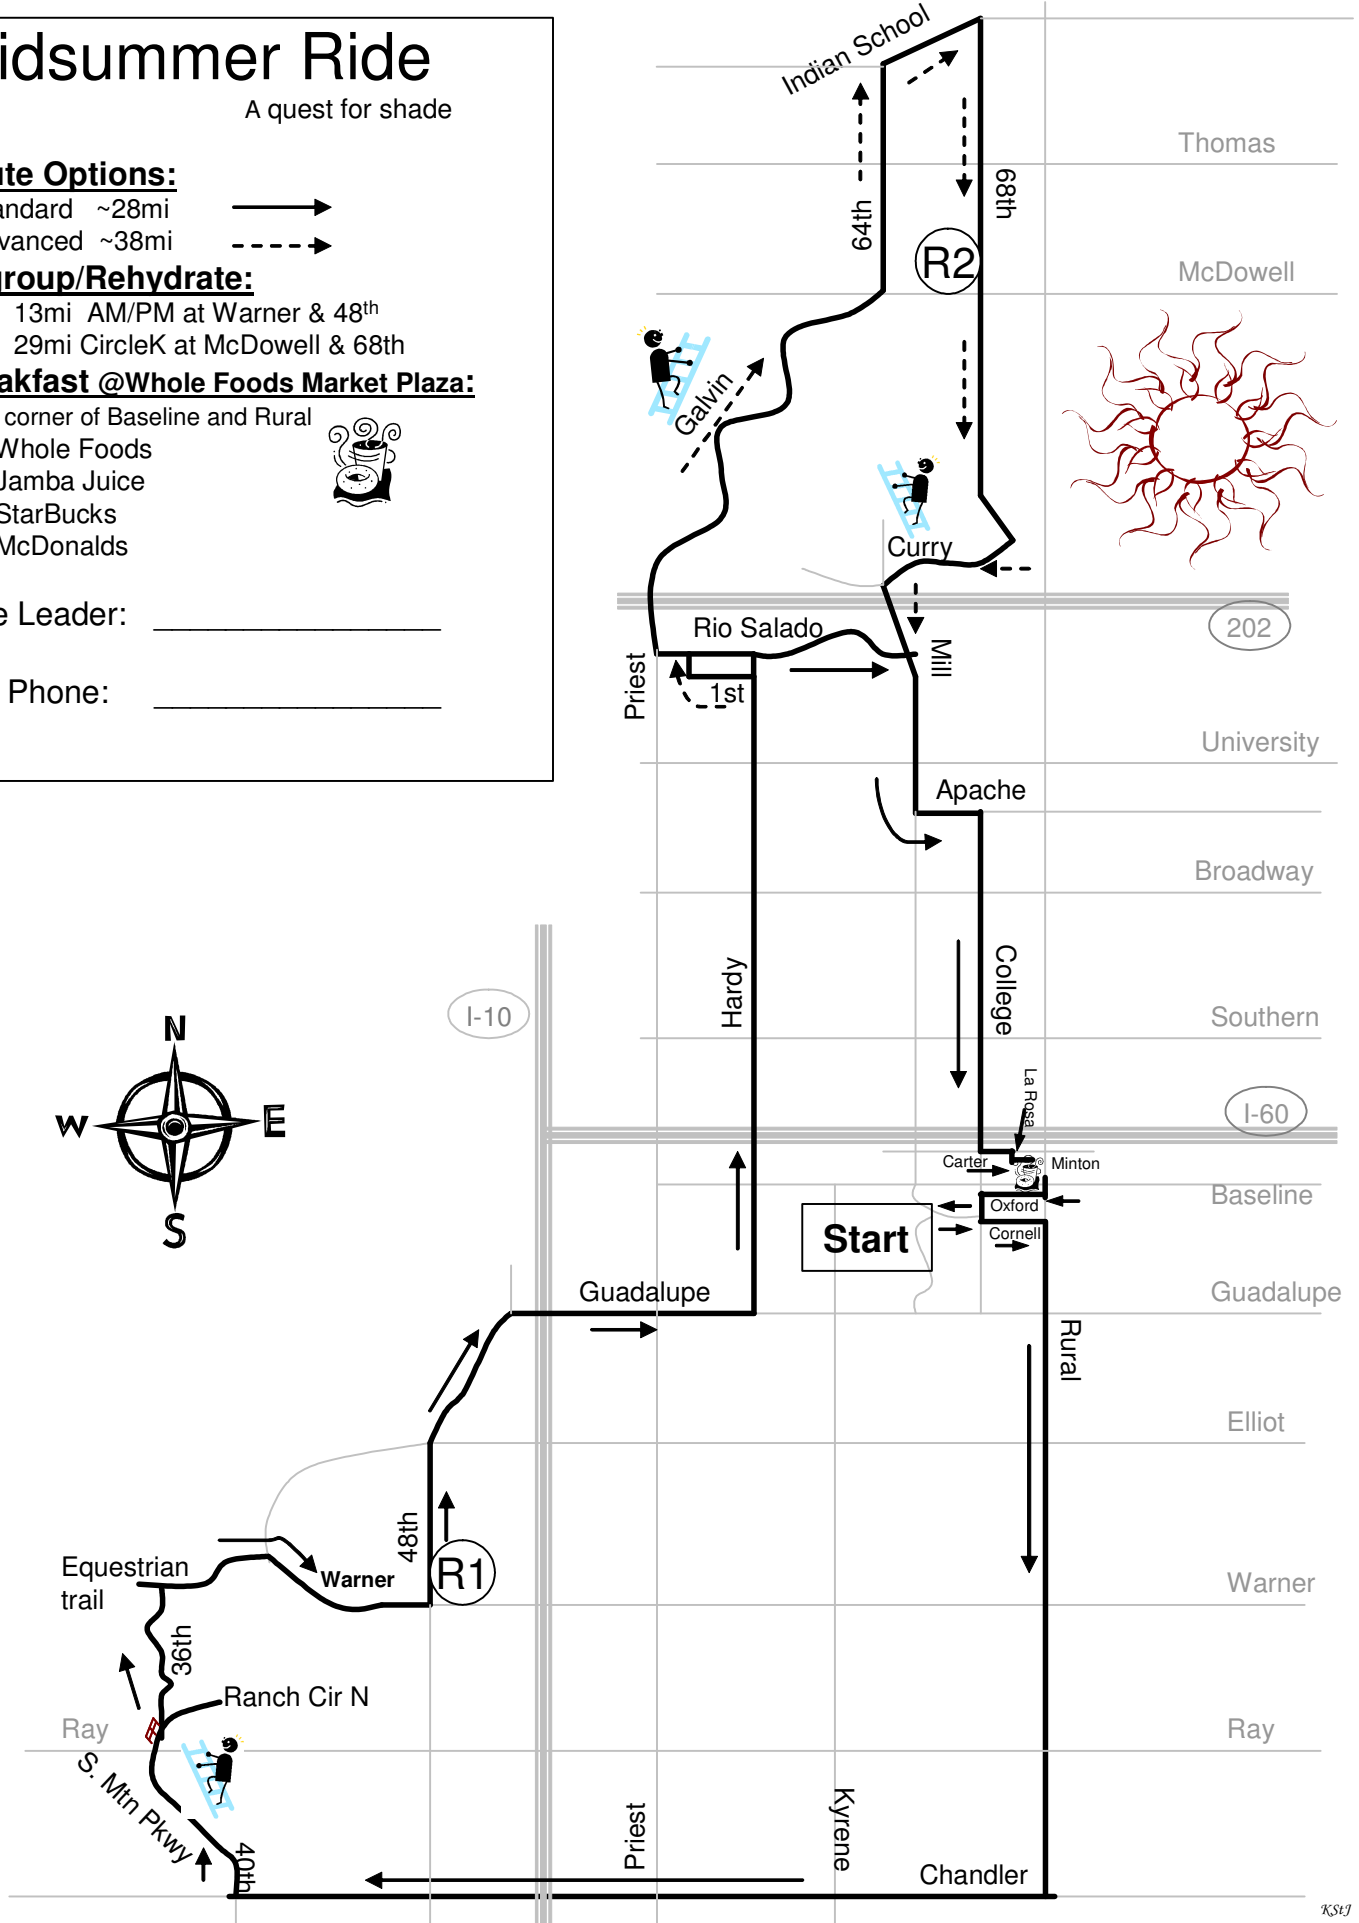 idsummer Ride
A quest for shade
ute Options:
andard ~28mi
vanced ~38mi
group/Rehydrate:
13mi AM/PM at Warner & 48th
29mi CircleK at McDowell & 68th
akfast @Whole Foods Market Plaza:
corner of Baseline and Rural
Whole Foods
Jamba Juice
StarBucks
McDonalds
e Leader: ________________
Phone: ________________
Indian School
Thomas
68th
64th
R2
McDowell
Galvin
Curry
202
Rio Salado
Mill
Priest
1st
University
Apache
Broadway
Hardy
College
I-10
Southern
N
W
E
S
La Rosa
I-60
Carter
Minton
Baseline
Oxford
Start
Cornell
Guadalupe
Guadalupe
Rural
Elliot
48th
R1
Equestrian
trail
Warner
Warner
36th
Ranch Cir N
Ray
Ray
S. Mtn Pkwy
40th
Priest
Kyrene
Chandler
KStJ